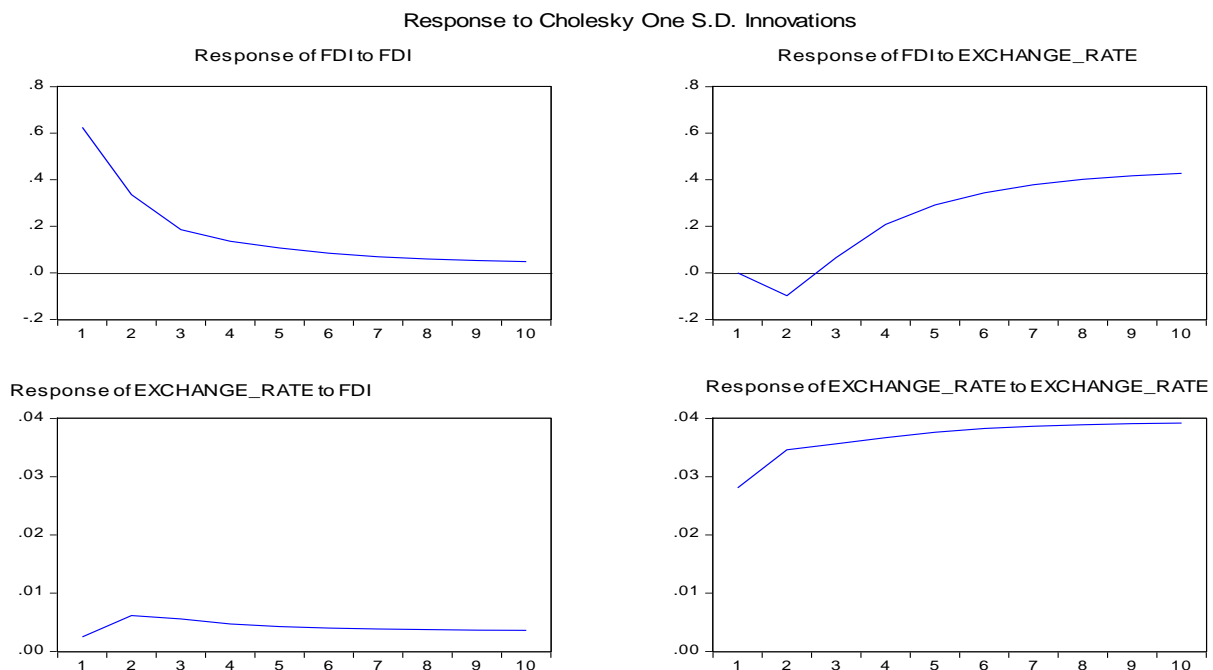 Response to Cholesky One S.D. Innovations
Response of FDI to FDI
.8
.6
.4
.2
.0
-.2
1 2 3 4 5 6 7 8 9 10
Response of FDI to EXCHANGE_RATE
.8
.6
.4
.2
.0
-.2
1 2 3 4 5 6 7 8 9 10
Response of EXCHANGE_RATE to FDI
.04
.03
.02
.01
.00
1 2 3 4 5 6 7 8 9 10
Response of EXCHANGE_RATE to EXCHANGE_RATE
.04
.03
.02
.01
.00
1 2 3 4 5 6 7 8 9 10